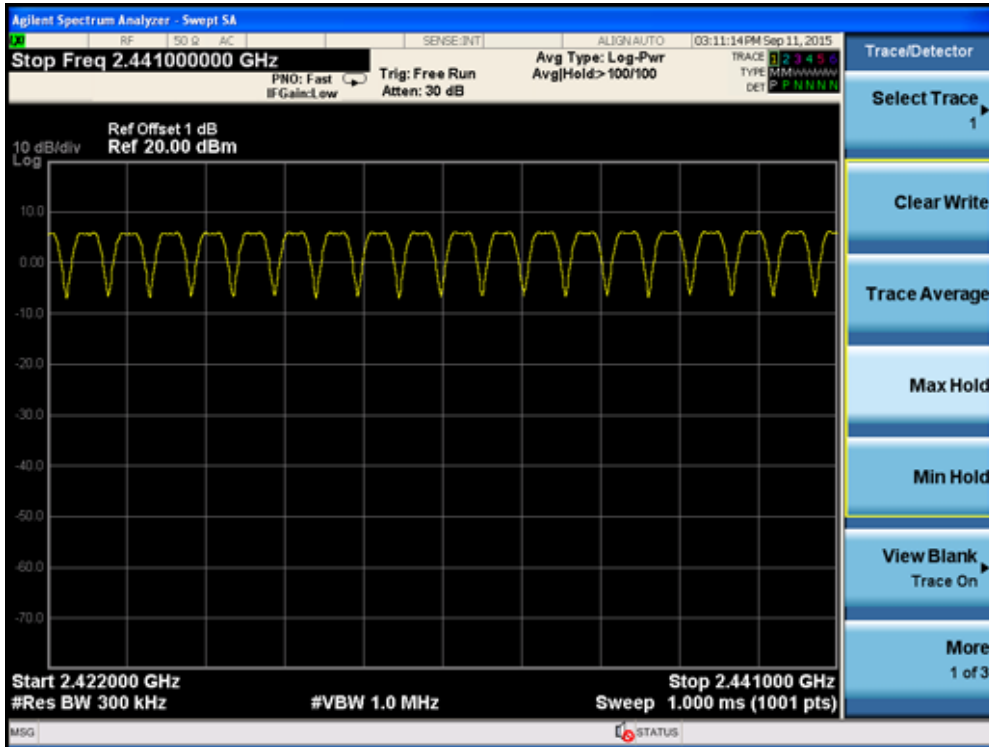 Agilent Spectrum Analyzer - Swept SA
RF 50 Ω AC SENSE:INT ALIGNAUTO 03:11:14PM Sep 11, 2015
Stop Freq 2.441000000 GHz
PNO: Fast
IFGain:Low
Trig: Free Run
Atten: 30 dB
Avg Type: Log-Pwr
Avg|Hold:>100/100
TRACE 1 2 3 4 5 6
TYPE MMWWWW
DET P P N N N N
Ref Offset 1 dB
10 dB/div Ref 20.00 dBm
Log
10.0
0.00
-10.0
-20.0
-30.0
-40.0
-50.0
-60.0
-70.0
Start 2.422000 GHz Stop 2.441000 GHz
#Res BW 300 kHz #VBW 1.0 MHz Sweep 1.000 ms (1001 pts)
MSG STATUS
Trace/Detector
Select Trace
1
Clear Write
Trace Average
Max Hold
Min Hold
View Blank
Trace On
More
1 of 3